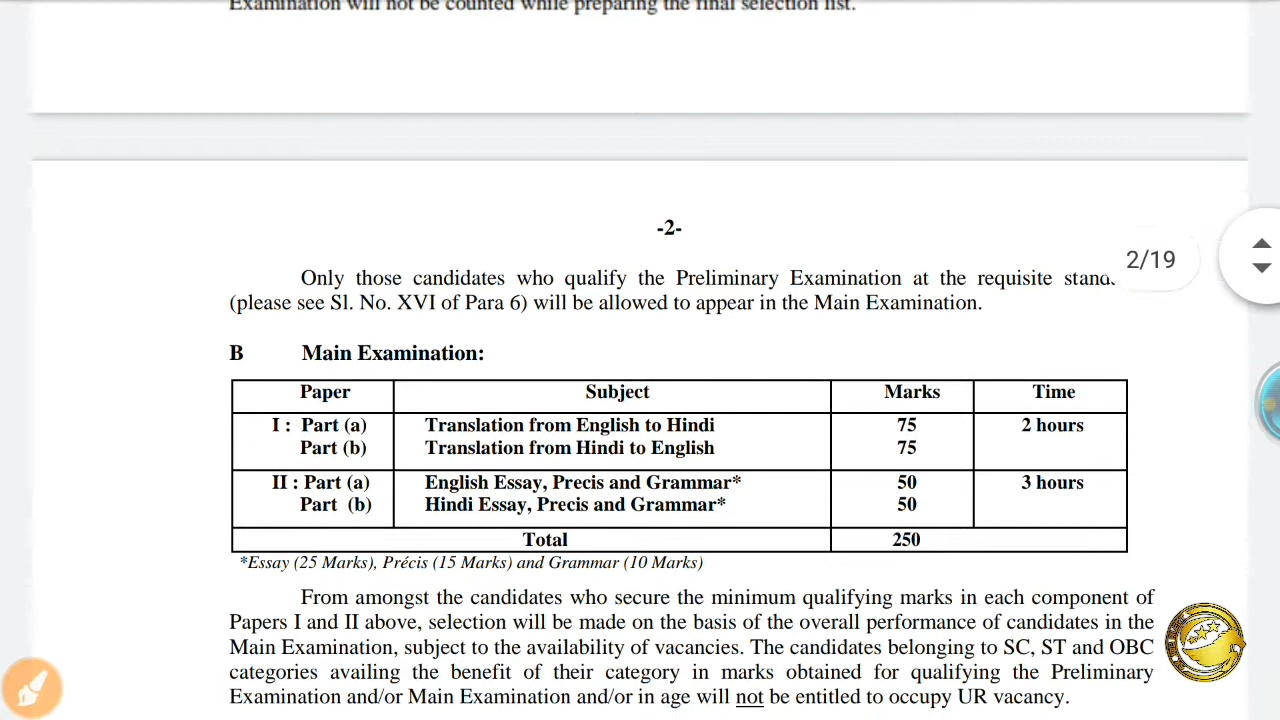 Examination will not be counted while preparing the final selection list.
-2-
2/19
Only those candidates who qualify the Preliminary Examination at the requisite
(please see Sl. No. XVI of Para 6) will be allowed to appear in the Main Examination.
B Main Examination:
Paper Subject Marks Time
I : Part (a) Translation from English to Hindi 75 2 hours
Part (b) Translation from Hindi to English 75
II : Part (a) English Essay, Precis and Grammar* 50 3 hours
Part (b) Hindi Essay, Precis and Grammar* 50
Total 250
*Essay (25 Marks), Précis (15 Marks) and Grammar (10 Marks)
From amongst the candidates who secure the minimum qualifying marks in each component of
Papers I and II above, selection will be made on the basis of the overall performance of candidates in the
Main Examination, subject to the availability of vacancies. The candidates belonging to SC, ST and OBC
categories availing the benefit of their category in marks obtained for qualifying the Preliminary
Examination and/or Main Examination and/or in age will not be entitled to occupy UR vacancy.